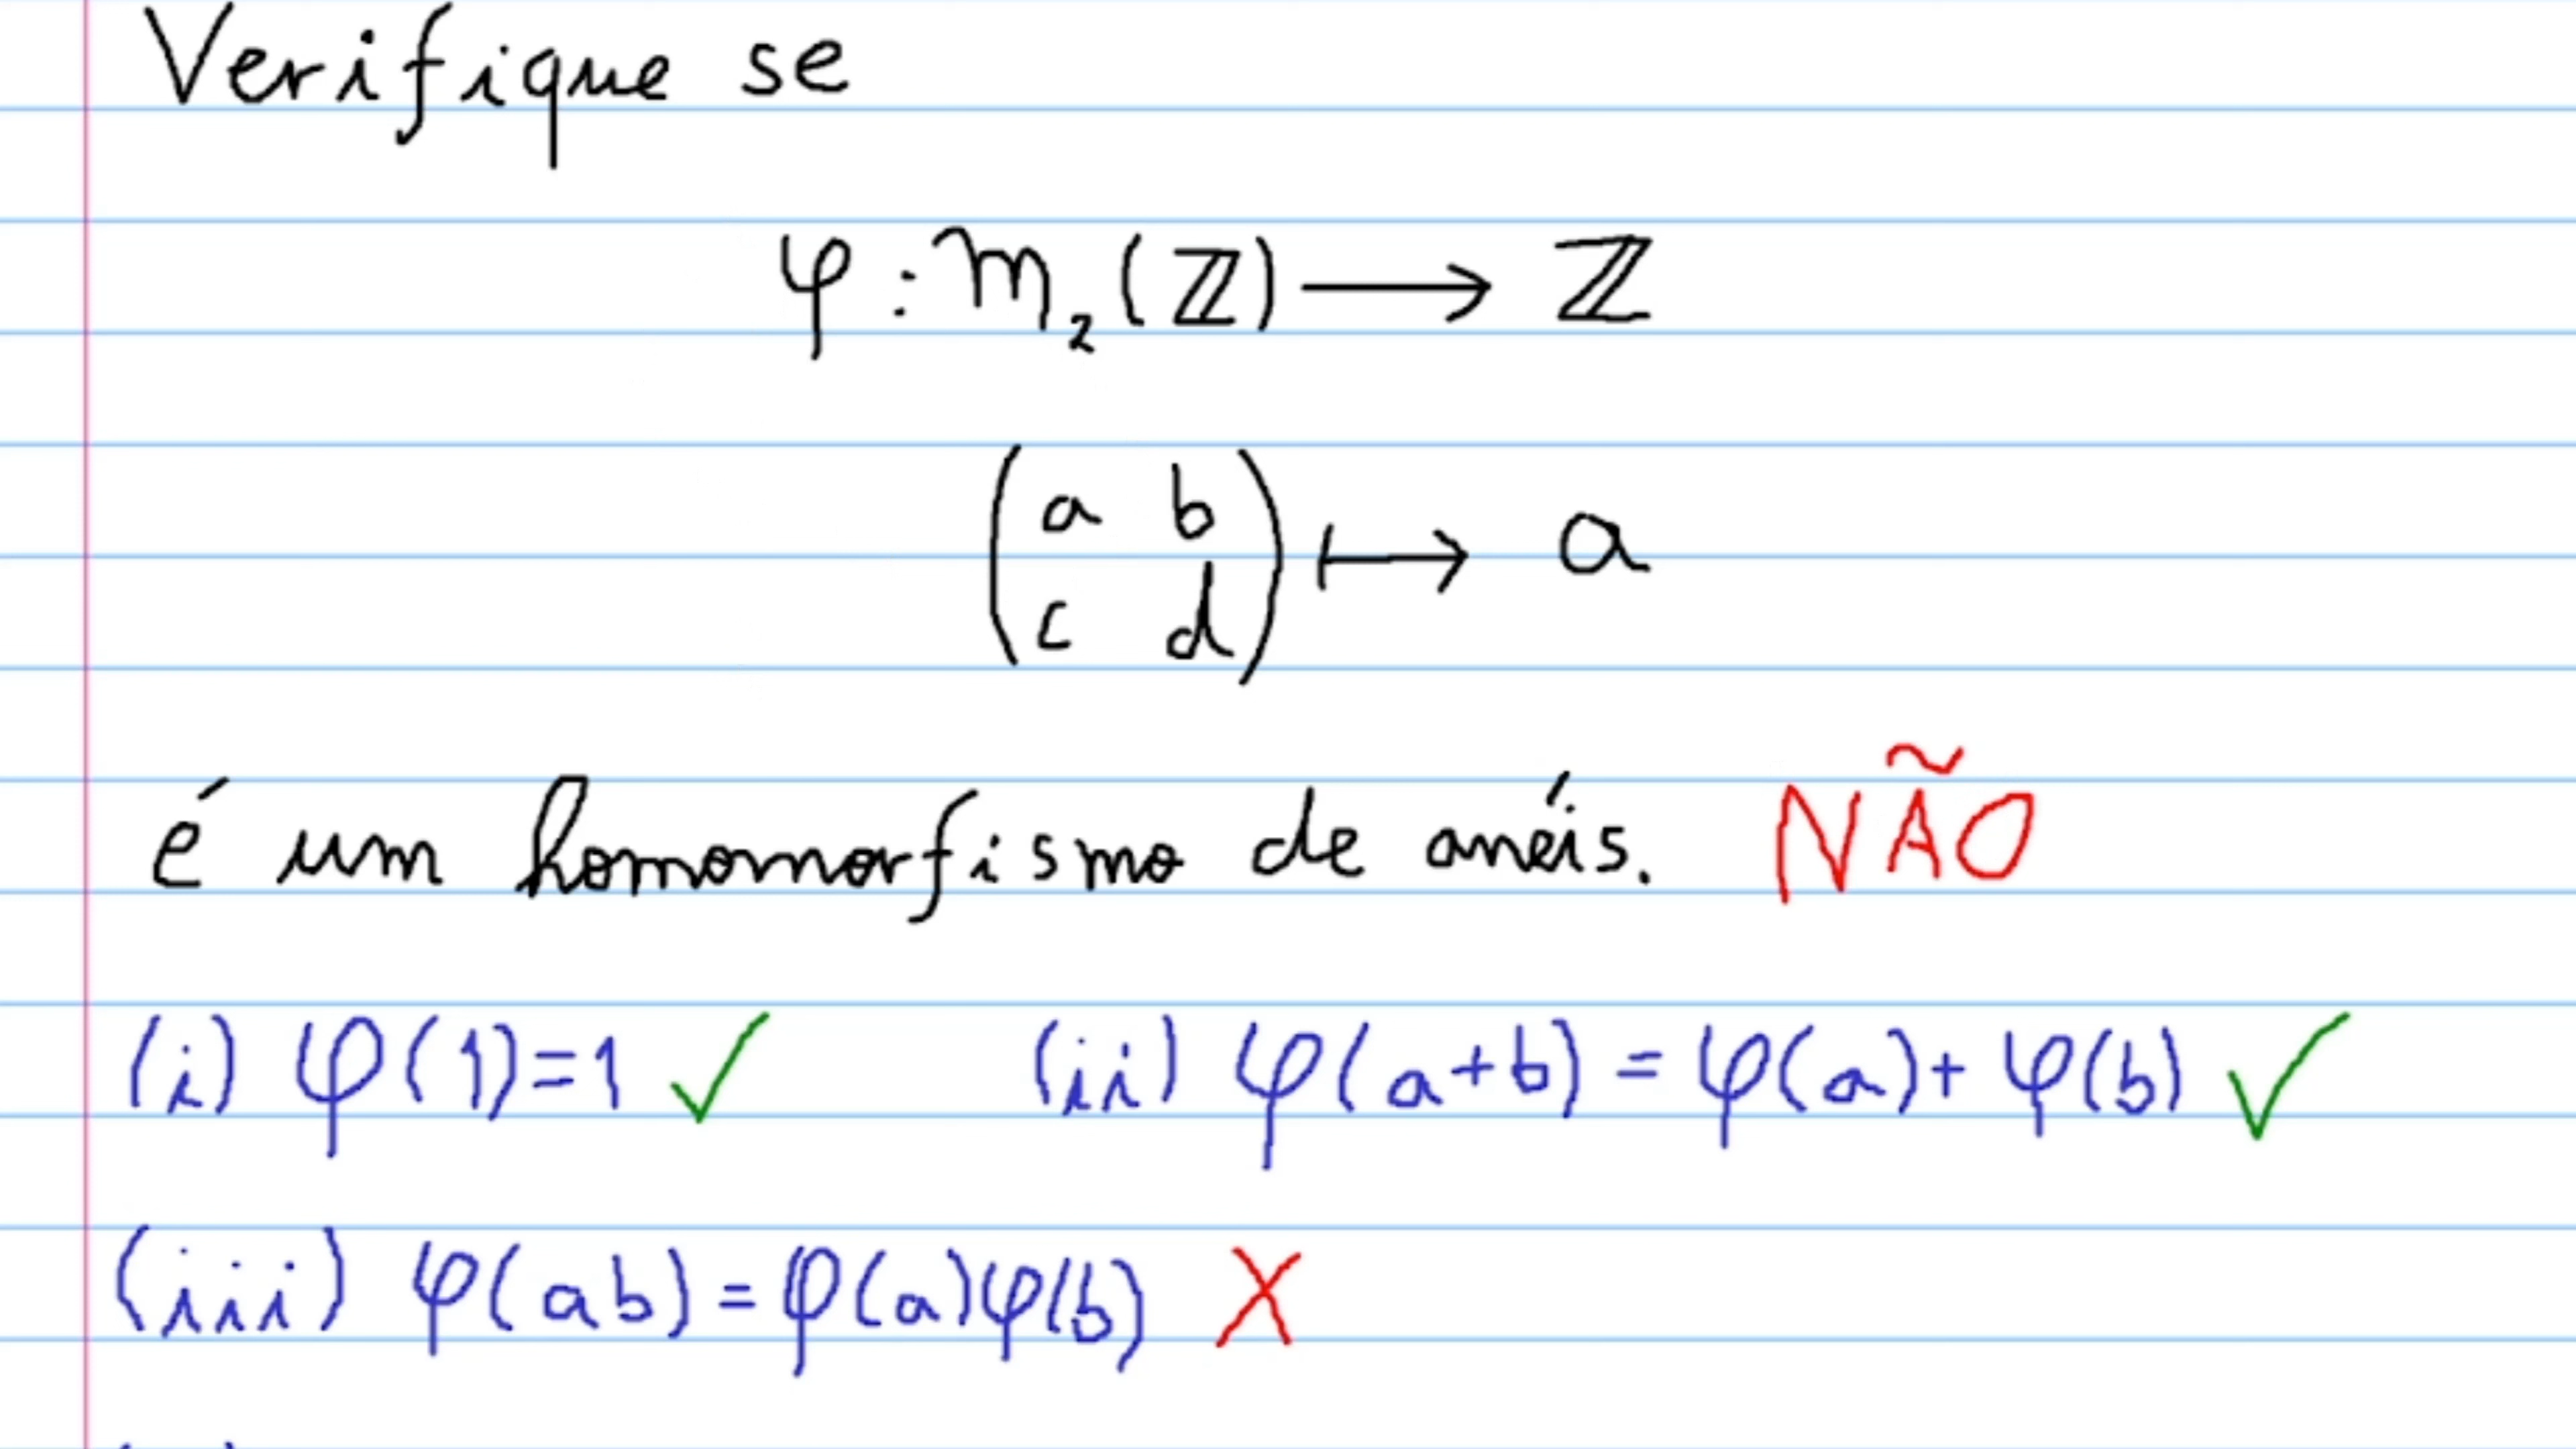 Verifique se
φ : M₂(ℤ) ⟶ ℤ
(a b
c d) ⟼ a
é um homomorfismo de anéis. NÃO
(i) φ(1)=1 ✓ (ii) φ(a+b) = φ(a)+φ(b) ✓
(iii) φ(ab) = φ(a)φ(b) X